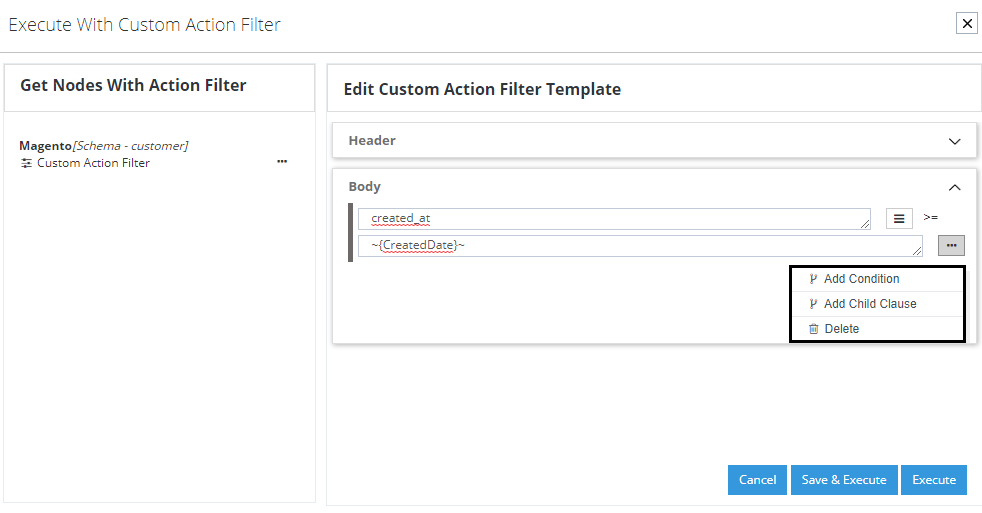 Execute With Custom Action Filter
Get Nodes With Action Filter
Magento[Schema - customer]
Custom Action Filter
Edit Custom Action Filter Template
Header
Body
created_at
>=
~{CreatedDate}~
Add Condition
Add Child Clause
Delete
Cancel
Save & Execute
Execute